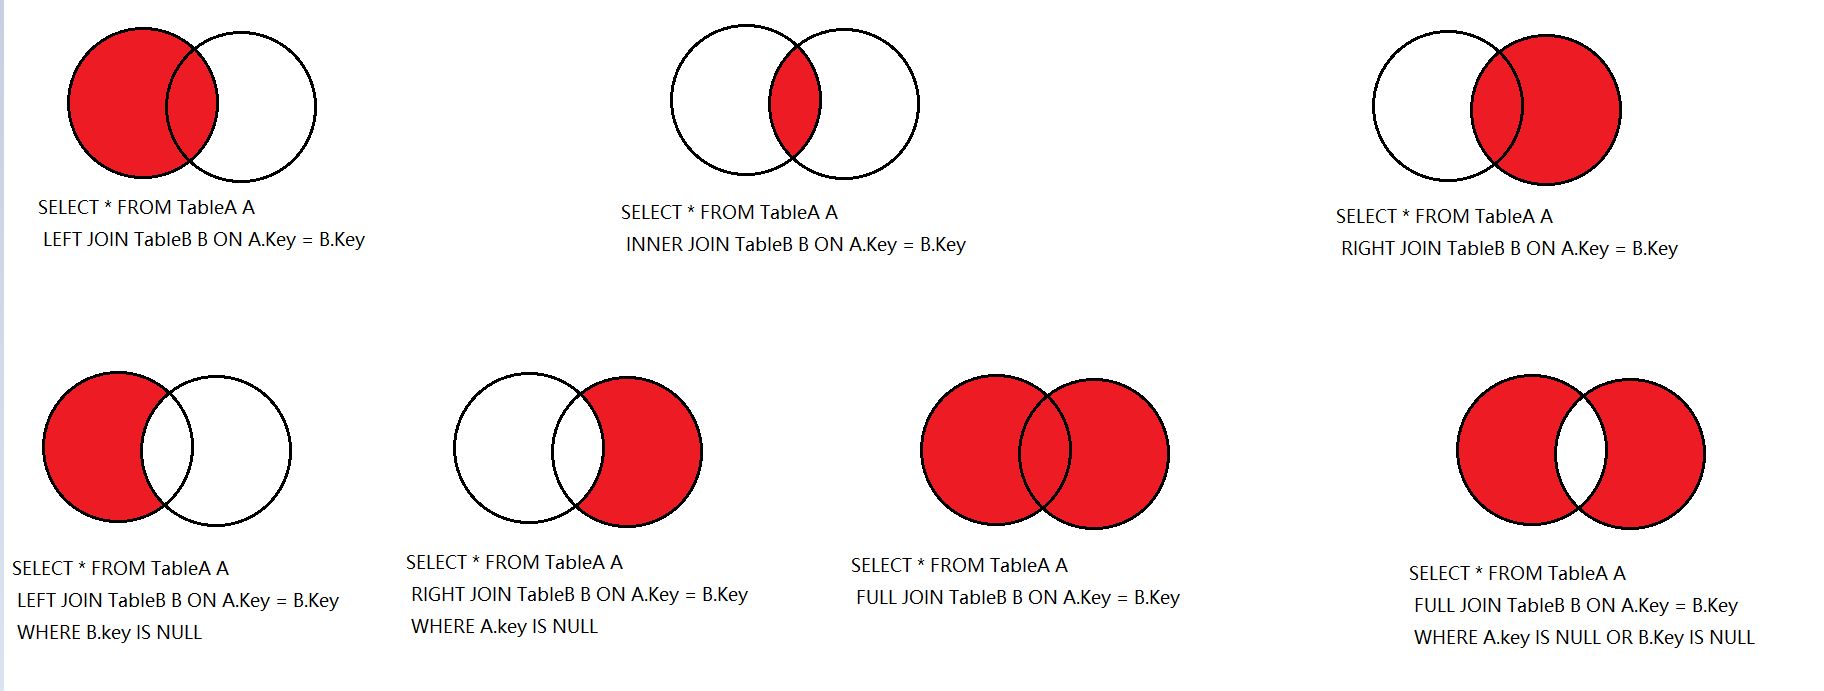 SELECT * FROM TableA A
LEFT JOIN TableB B ON A.Key = B.Key
SELECT * FROM TableA A
INNER JOIN TableB B ON A.Key = B.Key
SELECT * FROM TableA A
RIGHT JOIN TableB B ON A.Key = B.Key
SELECT * FROM TableA A
LEFT JOIN TableB B ON A.Key = B.Key
WHERE B.key IS NULL
SELECT * FROM TableA A
RIGHT JOIN TableB B ON A.Key = B.Key
WHERE A.key IS NULL
SELECT * FROM TableA A
FULL JOIN TableB B ON A.Key = B.Key
SELECT * FROM TableA A
FULL JOIN TableB B ON A.Key = B.Key
WHERE A.key IS NULL OR B.Key IS NULL